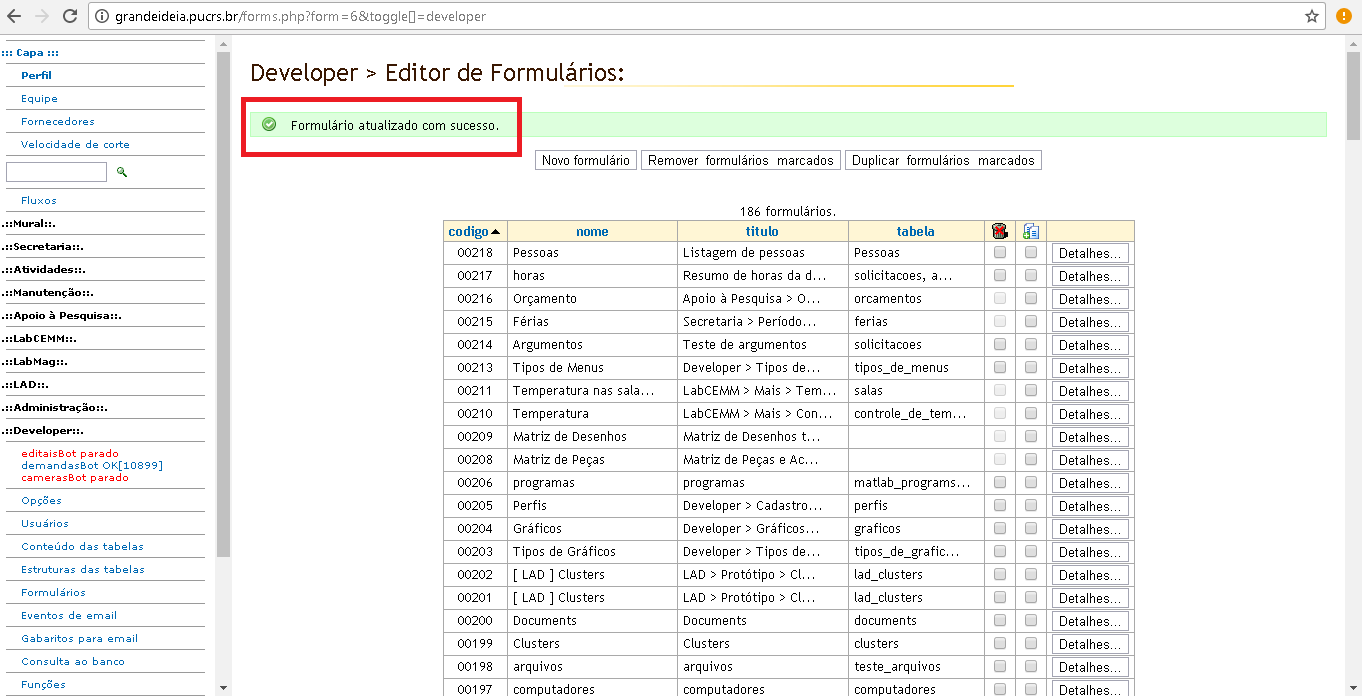 grandeideia.pucrs.br/forms.php?form=6&toggle[]=developer
::: Capa :::
Perfil
Equipe
Fornecedores
Velocidade de corte
Fluxos
.::Mural::.
.::Secretaria::.
.::Atividades::.
.::Manutenção::.
.::Apoio à Pesquisa::.
.::LabCEMM::.
.::LabMag::.
.::LAD::.
.::Administração::.
.::Developer::.
editaisBot parado
demandasBot OK[10899]
camerasBot parado
Opções
Usuários
Conteúdo das tabelas
Estruturas das tabelas
Formulários
Eventos de email
Gabaritos para email
Consulta ao banco
Funções
Developer > Editor de Formulários:
Formulário atualizado com sucesso.
Novo formulário Remover formulários marcados Duplicar formulários marcados
186 formulários.
codigo nome titulo tabela
00218 Pessoas Listagem de pessoas Pessoas Detalhes...
00217 horas Resumo de horas da d... solicitacoes, a... Detalhes...
00216 Orçamento Apoio à Pesquisa > O... orcamentos Detalhes...
00215 Férias Secretaria > Período... ferias Detalhes...
00214 Argumentos Teste de argumentos solicitacoes Detalhes...
00213 Tipos de Menus Developer > Tipos de... tipos_de_menus Detalhes...
00211 Temperatura nas sala... LabCEMM > Mais > Tem... salas Detalhes...
00210 Temperatura LabCEMM > Mais > Con... controle_de_tem... Detalhes...
00209 Matriz de Desenhos Matriz de Desenhos t... Detalhes...
00208 Matriz de Peças Matriz de Peças e Ac... Detalhes...
00206 programas programas matlab_programs... Detalhes...
00205 Perfis Developer > Cadastro... perfis Detalhes...
00204 Gráficos Developer > Gráficos... graficos Detalhes...
00203 Tipos de Gráficos Developer > Tipos de... tipos_de_grafic... Detalhes...
00202 [ LAD ] Clusters LAD > Protótipo > Cl... lad_clusters Detalhes...
00201 [ LAD ] Clusters LAD > Protótipo > Cl... lad_clusters Detalhes...
00200 Documents Documents documents Detalhes...
00199 Clusters Clusters clusters Detalhes...
00198 arquivos arquivos teste_arquivos Detalhes...
00197 computadores computadores computadores Detalhes...